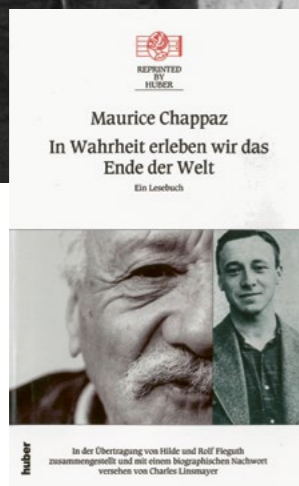 REPRINTED
BY
HUBER
Maurice Chappaz
In Wahrheit erleben wir das
Ende der Welt
Ein Lesebuch
In der Übertragung von Hilde und Rolf Fieguth
zusammengestellt und mit einem biographischen Nachwort
versehen von Charles Linsmayer
huber